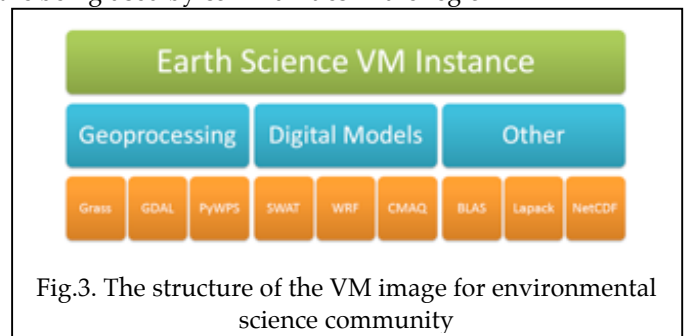 Earth Science VM Instance
Geoprocessing Digital Models Other
Grass GDAL PyWPS SWAT WRF CMAQ BLAS Lapack NetCDF
Fig.3. The structure of the VM image for environmental
science community